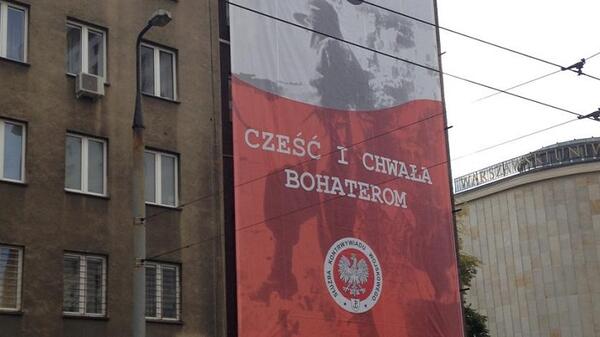 CZEŚĆ I CHWAŁA
BOHATEROM
SŁUŻBA KONTRWYWIADU WOJSKOWEGO